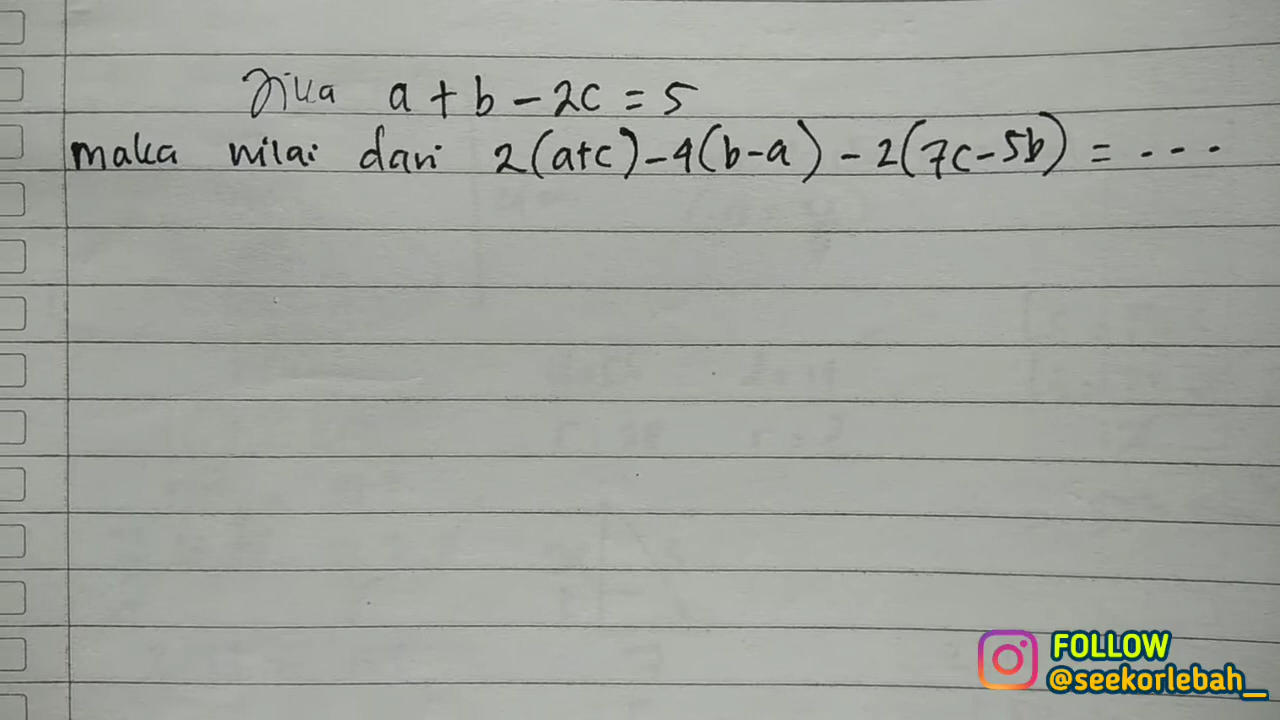 Jika a + b - 2c = 5
maka nilai dari 2(a+c) - 4(b-a) - 2(7c-5b) = ...
FOLLOW
@seekorlebah_